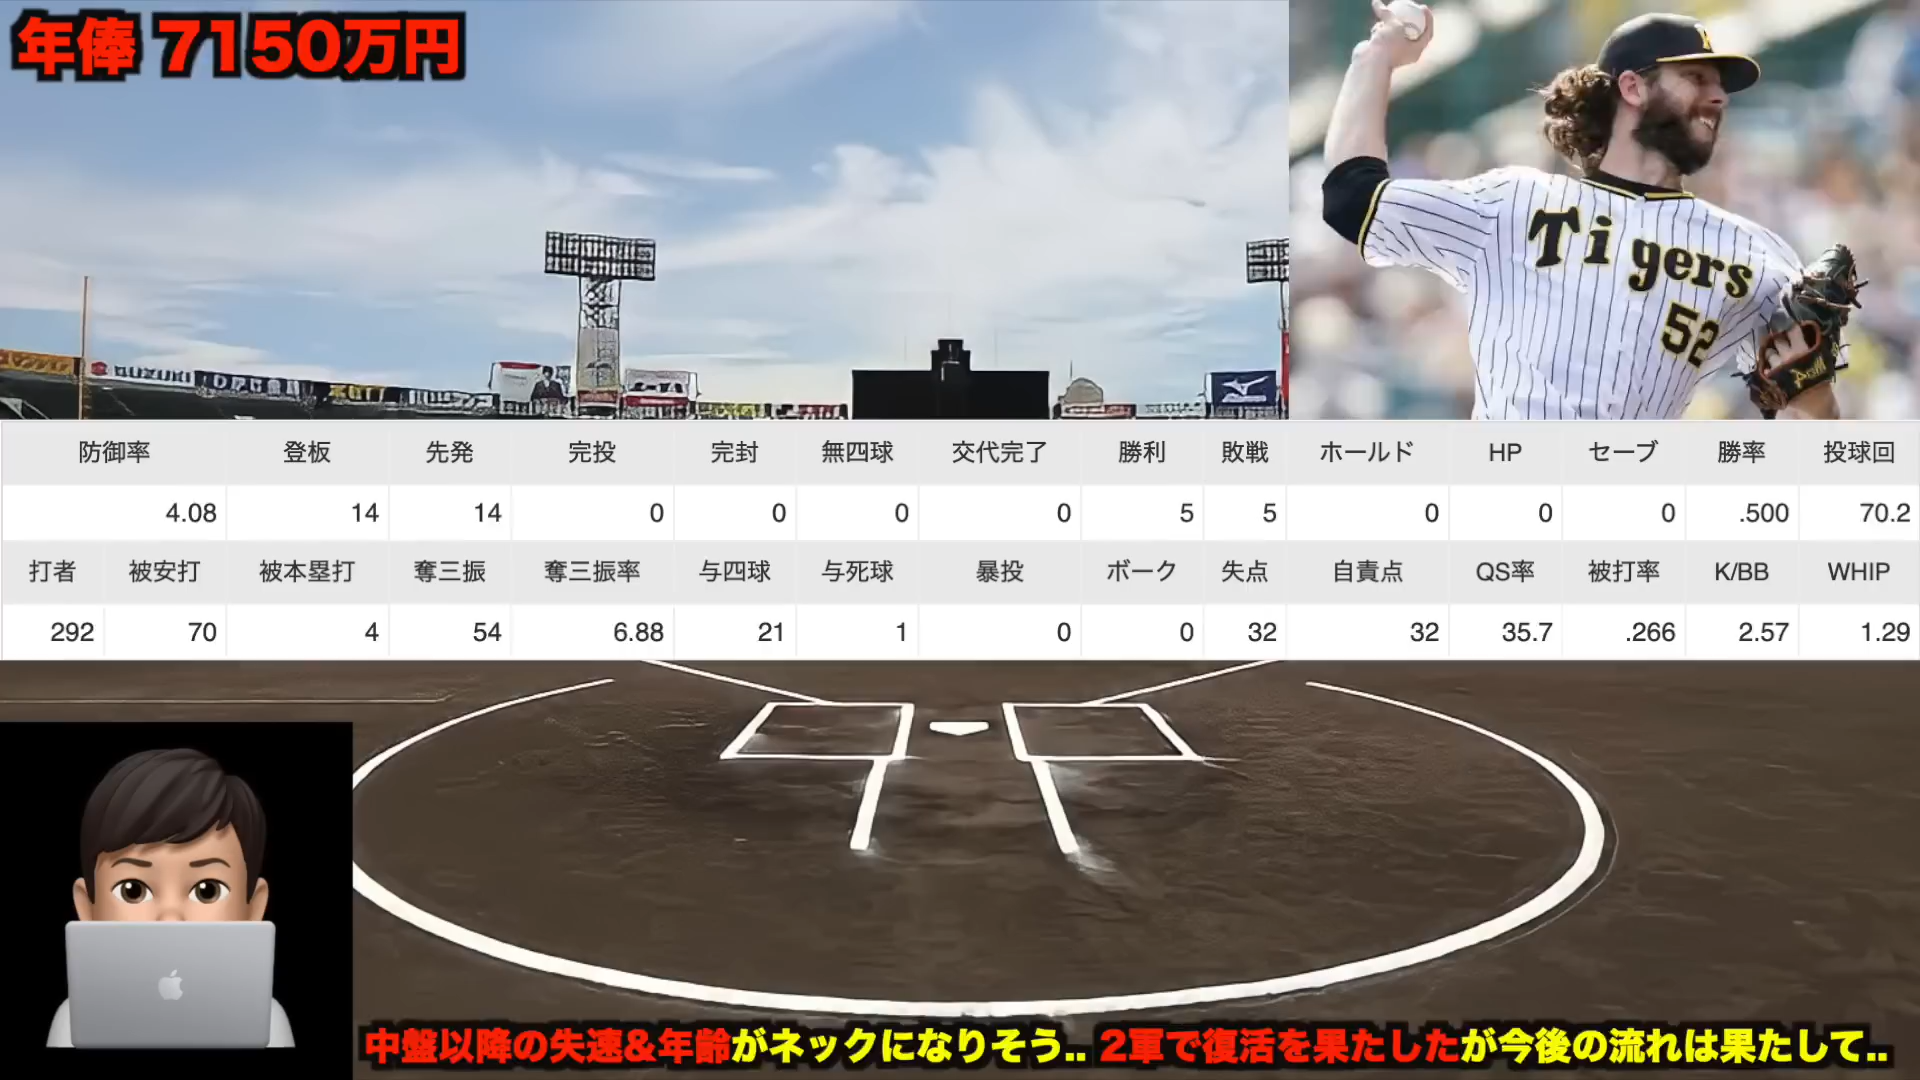 年俸 7150万円
Tigers
52
SUZUKI
防御率 登板 先発 完投 完封 無四球 交代完了 勝利 敗戦 ホールド HP セーブ 勝率 投球回
4.08 14 14 0 0 0 0 5 5 0 0 0 .500 70.2
打者 被安打 被本塁打 奪三振 奪三振率 与四球 与死球 暴投 ボーク 失点 自責点 QS率 被打率 K/BB WHIP
292 70 4 54 6.88 21 1 0 0 32 32 35.7 .266 2.57 1.29
中盤以降の失速&年齢がネックになりそう.. 2軍で復活を果たしたが今後の流れは果たして..